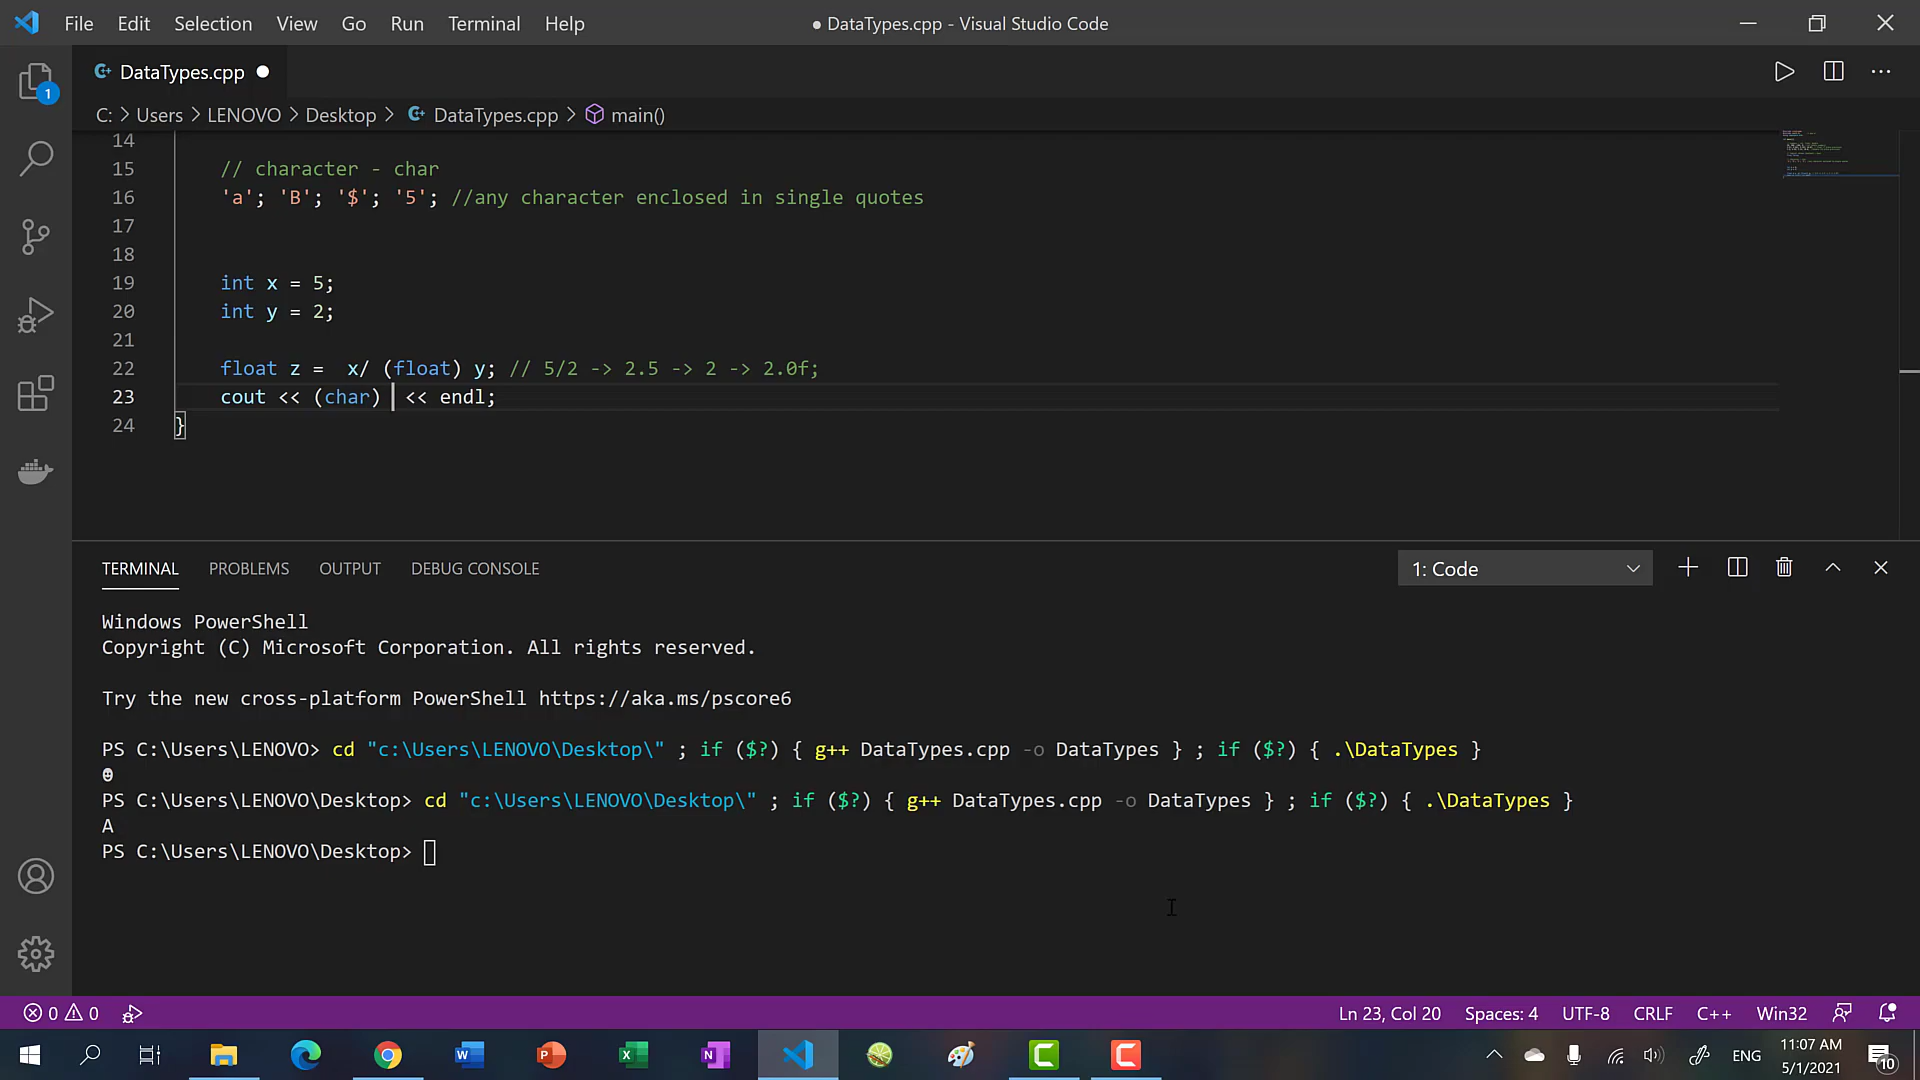 File Edit Selection View Go Run Terminal Help
● DataTypes.cpp - Visual Studio Code
DataTypes.cpp ●
1
C: > Users > LENOVO > Desktop > DataTypes.cpp > main()
14
15 // character - char
16 'a'; 'B'; '$'; '5'; //any character enclosed in single quotes
17
18
19 int x = 5;
20 int y = 2;
21
22 float z =  x/ (float) y; // 5/2 -> 2.5 -> 2 -> 2.0f;
23 cout << (char)  << endl;
24 }
TERMINAL PROBLEMS OUTPUT DEBUG CONSOLE
1: Code
Windows PowerShell
Copyright (C) Microsoft Corporation. All rights reserved.
Try the new cross-platform PowerShell https://aka.ms/pscore6
PS C:\Users\LENOVO> cd "c:\Users\LENOVO\Desktop\" ; if ($?) { g++ DataTypes.cpp -o DataTypes } ; if ($?) { .\DataTypes }
☻
PS C:\Users\LENOVO\Desktop> cd "c:\Users\LENOVO\Desktop\" ; if ($?) { g++ DataTypes.cpp -o DataTypes } ; if ($?) { .\DataTypes }
A
PS C:\Users\LENOVO\Desktop>
0 0
Ln 23, Col 20 Spaces: 4 UTF-8 CRLF C++ Win32
ENG
11:07 AM
5/1/2021
10